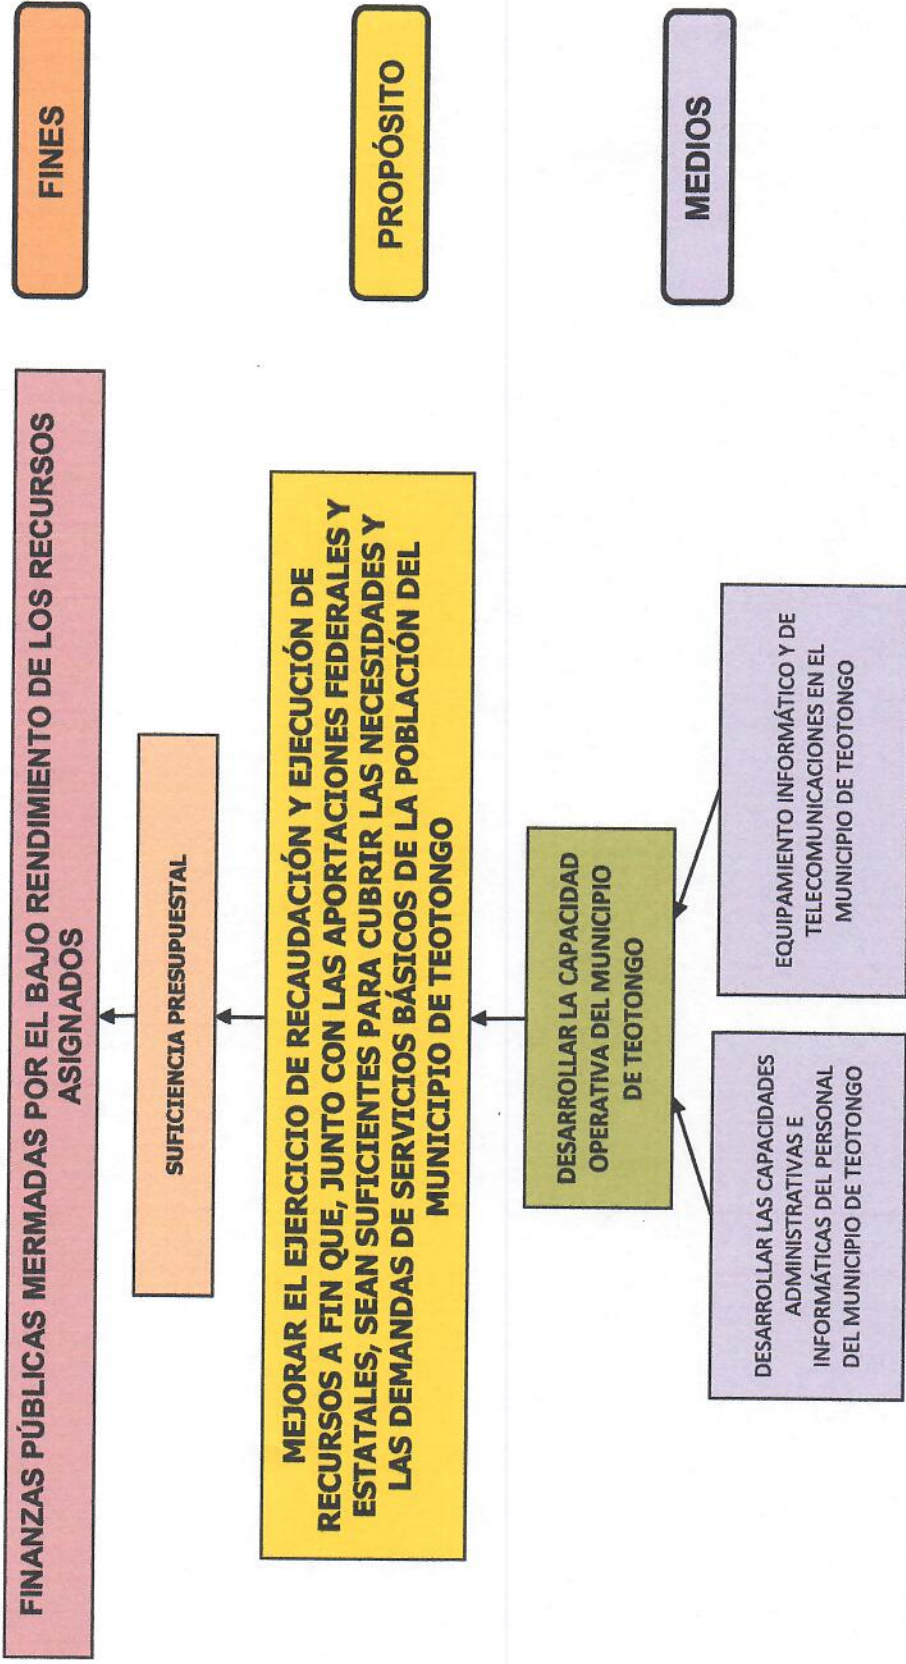 FINANZAS PÚBLICAS MERMADAS POR EL BAJO RENDIMIENTO DE LOS RECURSOS
ASIGNADOS
FINES
SUFICIENCIA PRESUPUESTAL
MEJORAR EL EJERCICIO DE RECAUDACIÓN Y EJECUCIÓN DE
RECURSOS A FIN QUE, JUNTO CON LAS APORTACIONES FEDERALES Y
ESTATALES, SEAN SUFICIENTES PARA CUBRIR LAS NECESIDADES Y
LAS DEMANDAS DE SERVICIOS BÁSICOS DE LA POBLACIÓN DEL
MUNICIPIO DE TEOTONGO
PROPÓSITO
DESARROLLAR LA CAPACIDAD
OPERATIVA DEL MUNICIPIO
DE TEOTONGO
MEDIOS
DESARROLLAR LAS CAPACIDADES
ADMINISTRATIVAS E
INFORMÁTICAS DEL PERSONAL
DEL MUNICIPIO DE TEOTONGO
EQUIPAMIENTO INFORMÁTICO Y DE
TELECOMUNICACIONES EN EL
MUNICIPIO DE TEOTONGO